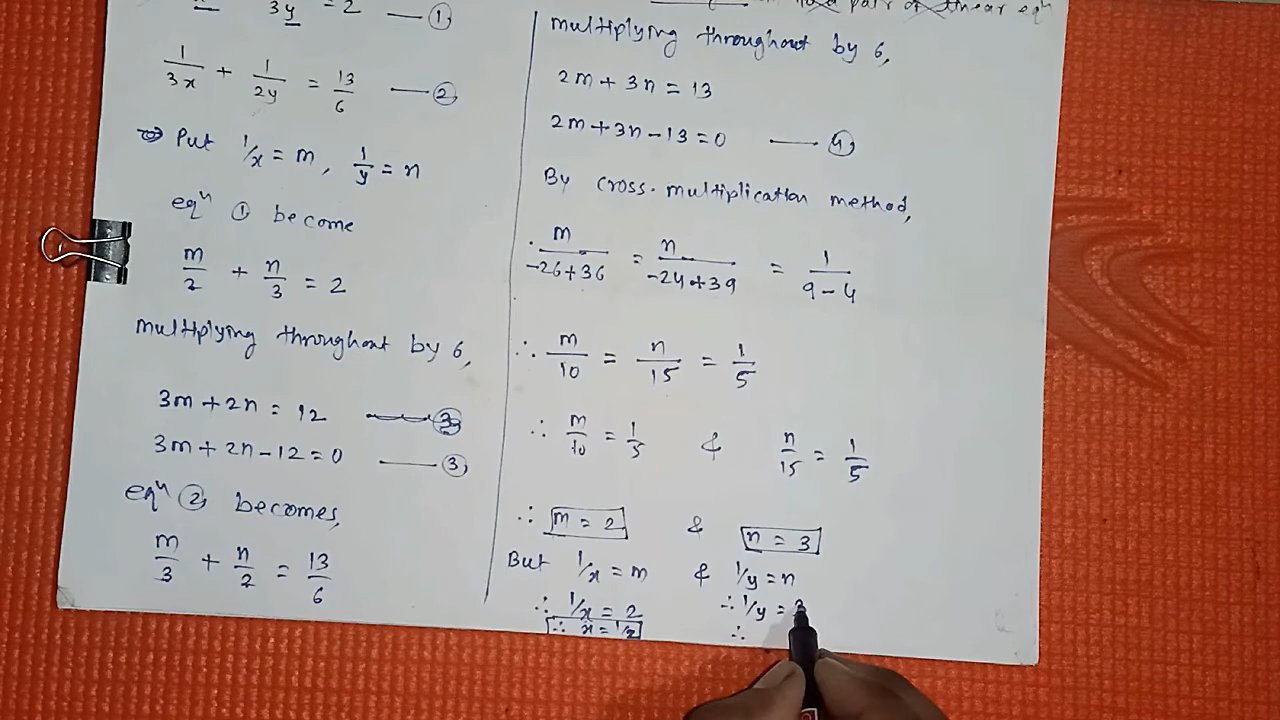 3y = 2 — ①
1/3x + 1/2y = 13/6 — ②
Put 1/x = m, 1/y = n
eqⁿ ① become
m/2 + n/3 = 2
Multiplying throughout by 6,
3m + 2n = 12
3m + 2n - 12 = 0 — ③
eqⁿ ② becomes,
m/3 + n/2 = 13/6
pair of linear eqⁿ
Multiplying throughout by 6,
2m + 3n = 13
2m + 3n - 13 = 0 — ④
By cross-multiplication method,
m/-26+36 = n/-24+39 = 1/9-4
∴ m/10 = n/15 = 1/5
∴ m/10 = 1/5 & n/15 = 1/5
∴ m = 2 & n = 3
But 1/x = m & 1/y = n
∴ 1/x = 2 ∴ 1/y = 3
∴ x = 1/2 ∴